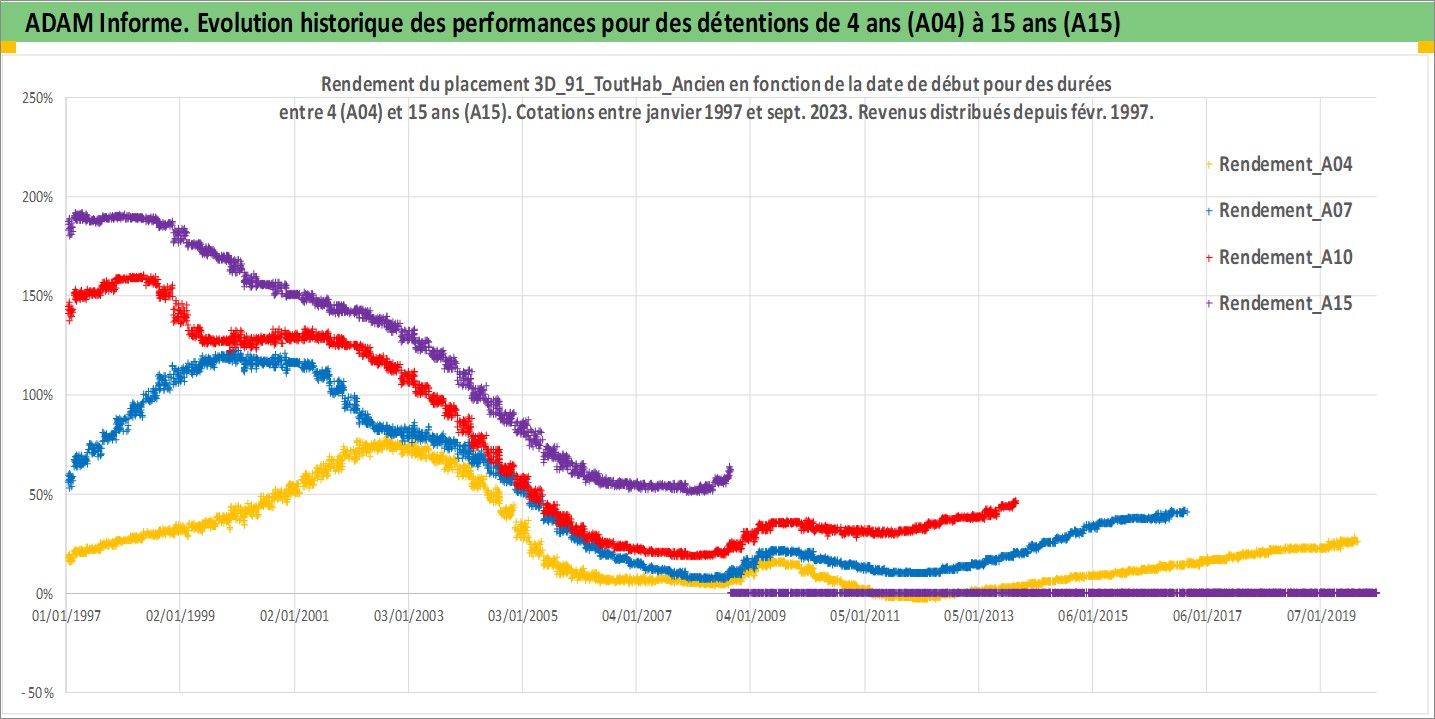 ADAM Informe. Evolution historique des performances pour des détentions de 4 ans (A04) à 15 ans (A15)
Rendement du placement 3D_91_ToutHab_Ancien en fonction de la date de début pour des durées
entre 4 (A04) et 15 ans (A15). Cotations entre janvier 1997 et sept. 2023. Revenus distribués depuis févr. 1997.
250%
200%
150%
100%
50%
0%
-50%
Rendement_A04
Rendement_A07
Rendement_A10
Rendement_A15
01/01/1997 02/01/1999 02/01/2001 03/01/2003 03/01/2005 04/01/2007 04/01/2009 05/01/2011 05/01/2013 06/01/2015 06/01/2017 07/01/2019